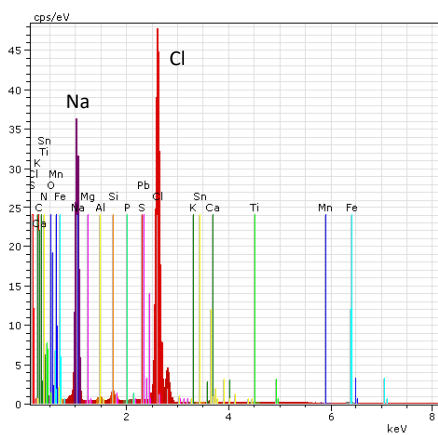 cps/eV
45
40
35
30
25
20
15
10
5
0
Na
Cl
Sn
Ti
K
Cl Mn
S N O
C Fe
Ca Na Mg Al Si P Pb
S Cl K Sn
Ca Ti Mn Fe
2 4 6 8
keV